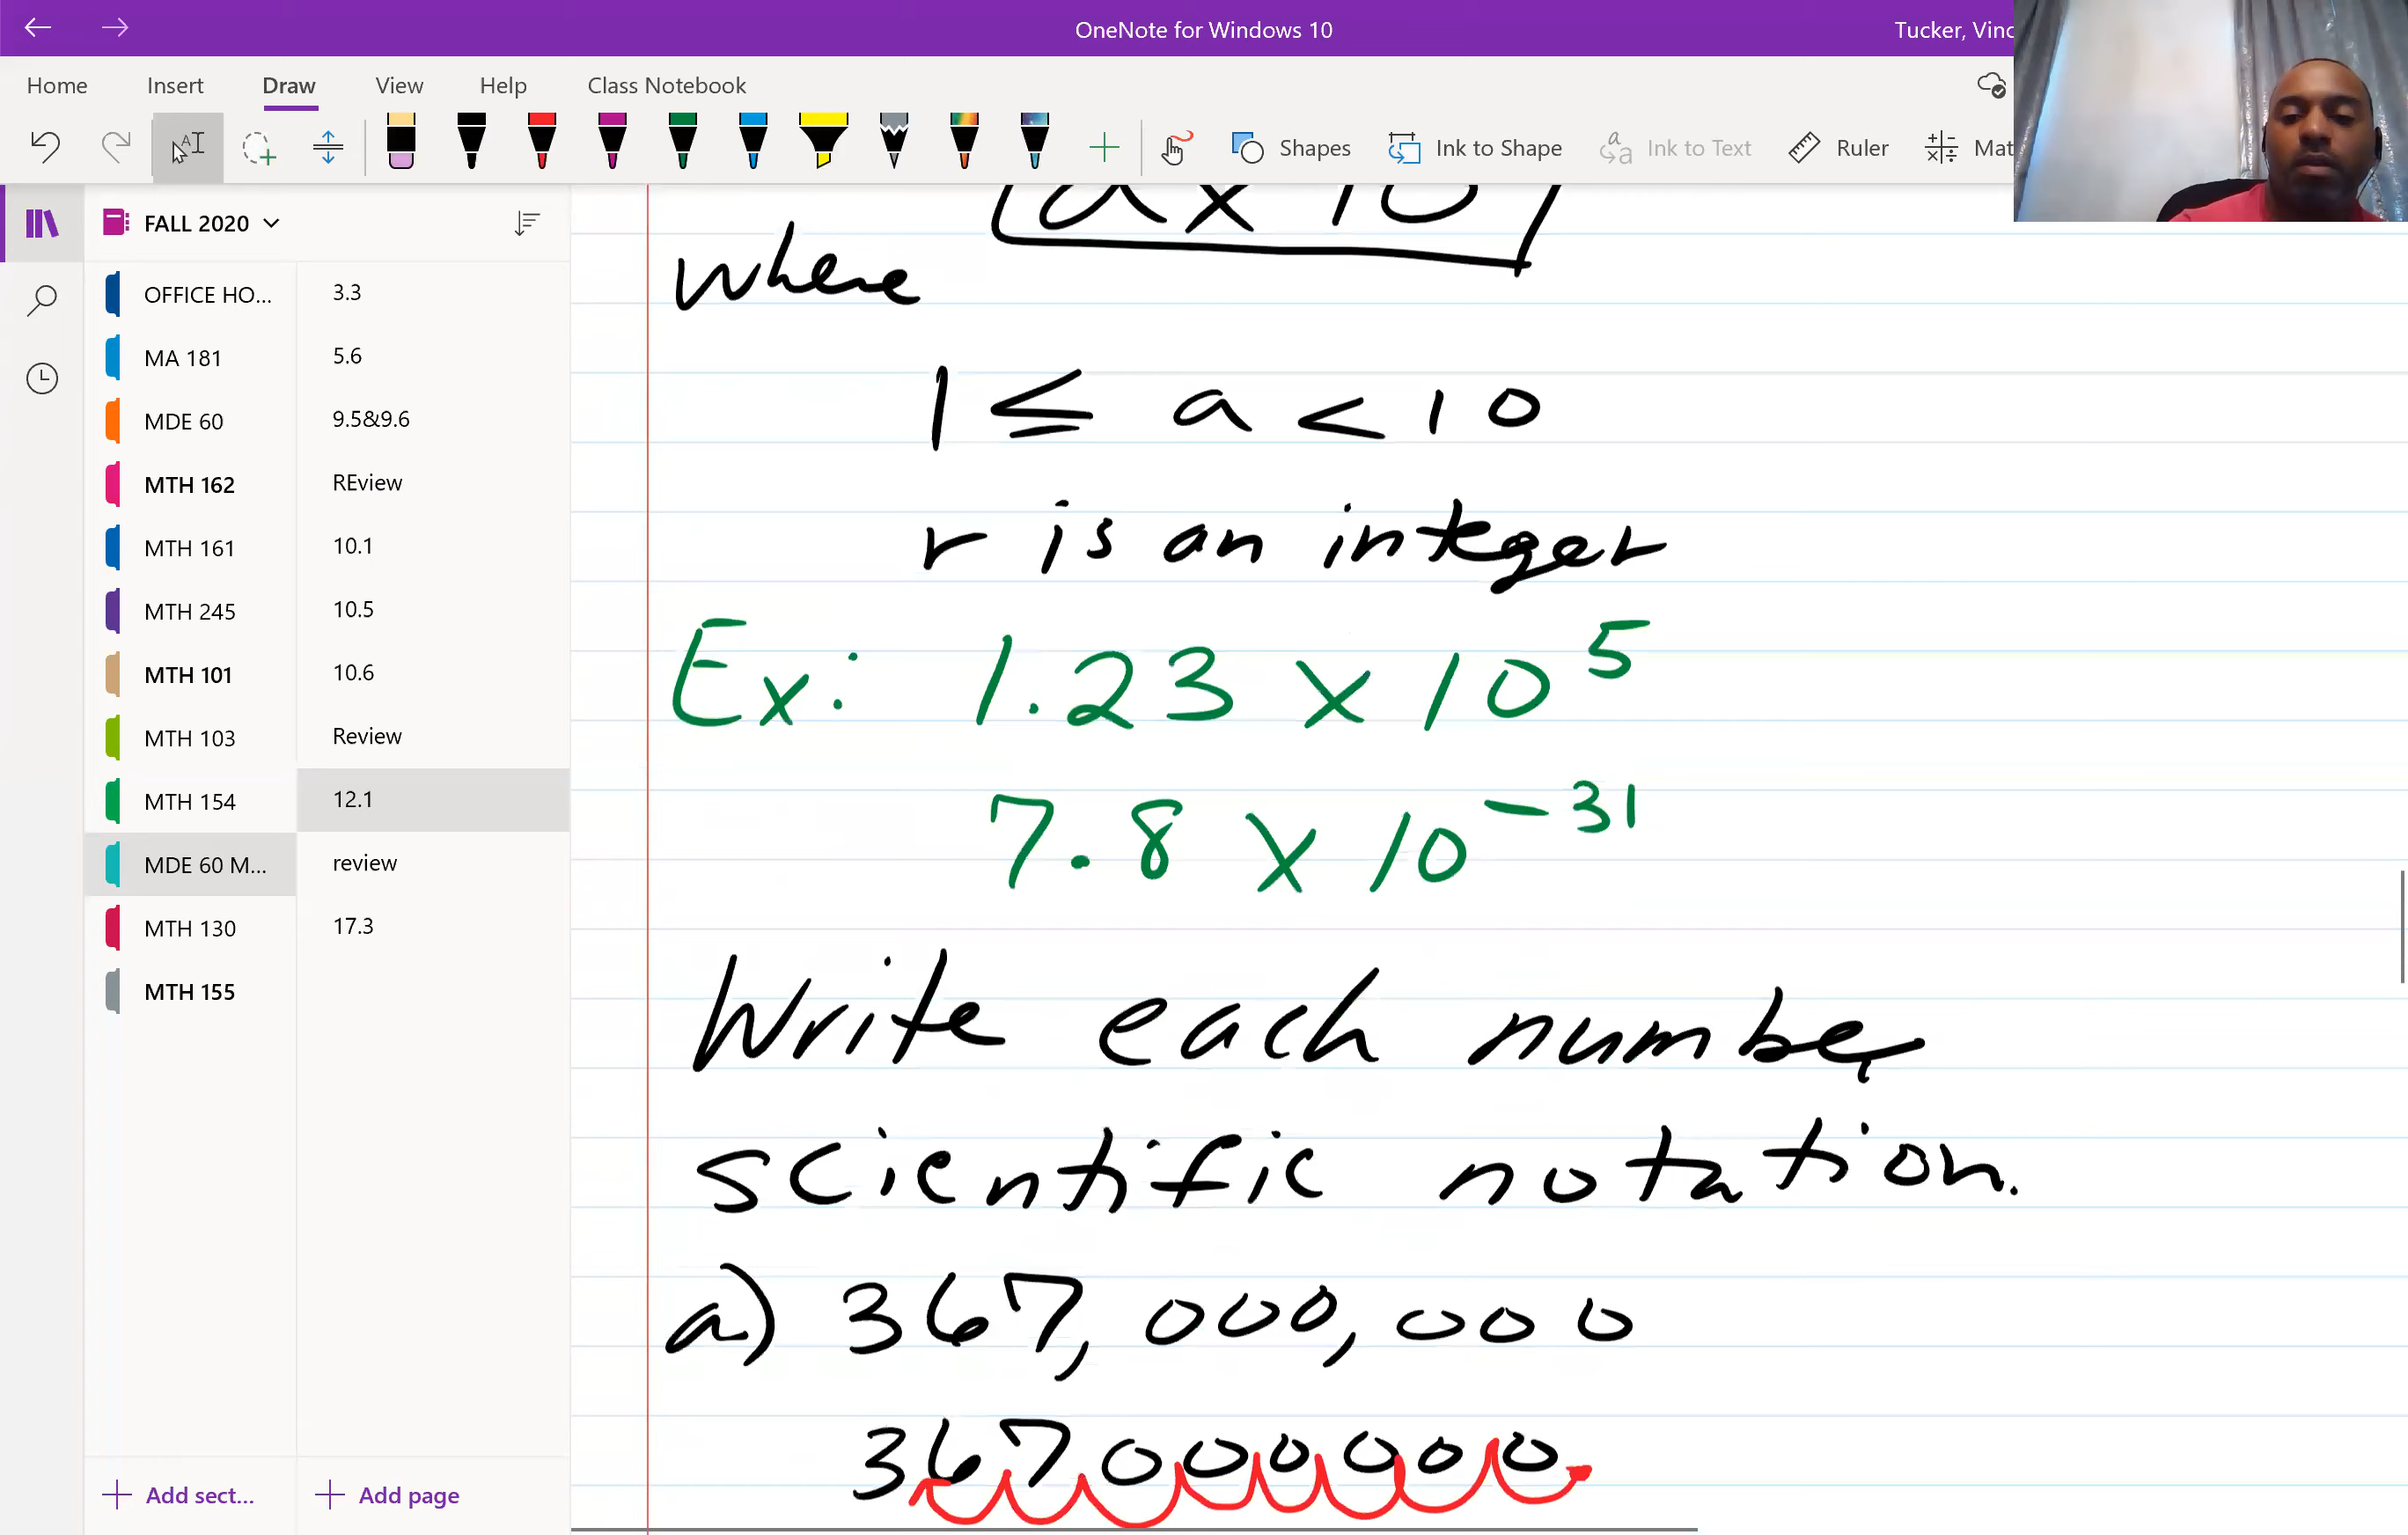 OneNote for Windows 10
Tucker, Vinc
Home Insert Draw View Help Class Notebook
Shapes Ink to Shape Ink to Text Ruler Mat
FALL 2020
OFFICE HO...
MA 181
MDE 60
MTH 162
MTH 161
MTH 245
MTH 101
MTH 103
MTH 154
MDE 60 M...
MTH 130
MTH 155
Add sect...
3.3
5.6
9.5&9.6
REview
10.1
10.5
10.6
Review
12.1
review
17.3
Add page
a x 10
where
1 ≤ a < 10
r is an integer
Ex: 1.23 x 10^5
7.8 x 10^-31
Write each number
scientific notation.
a) 367,000,000
367000000.